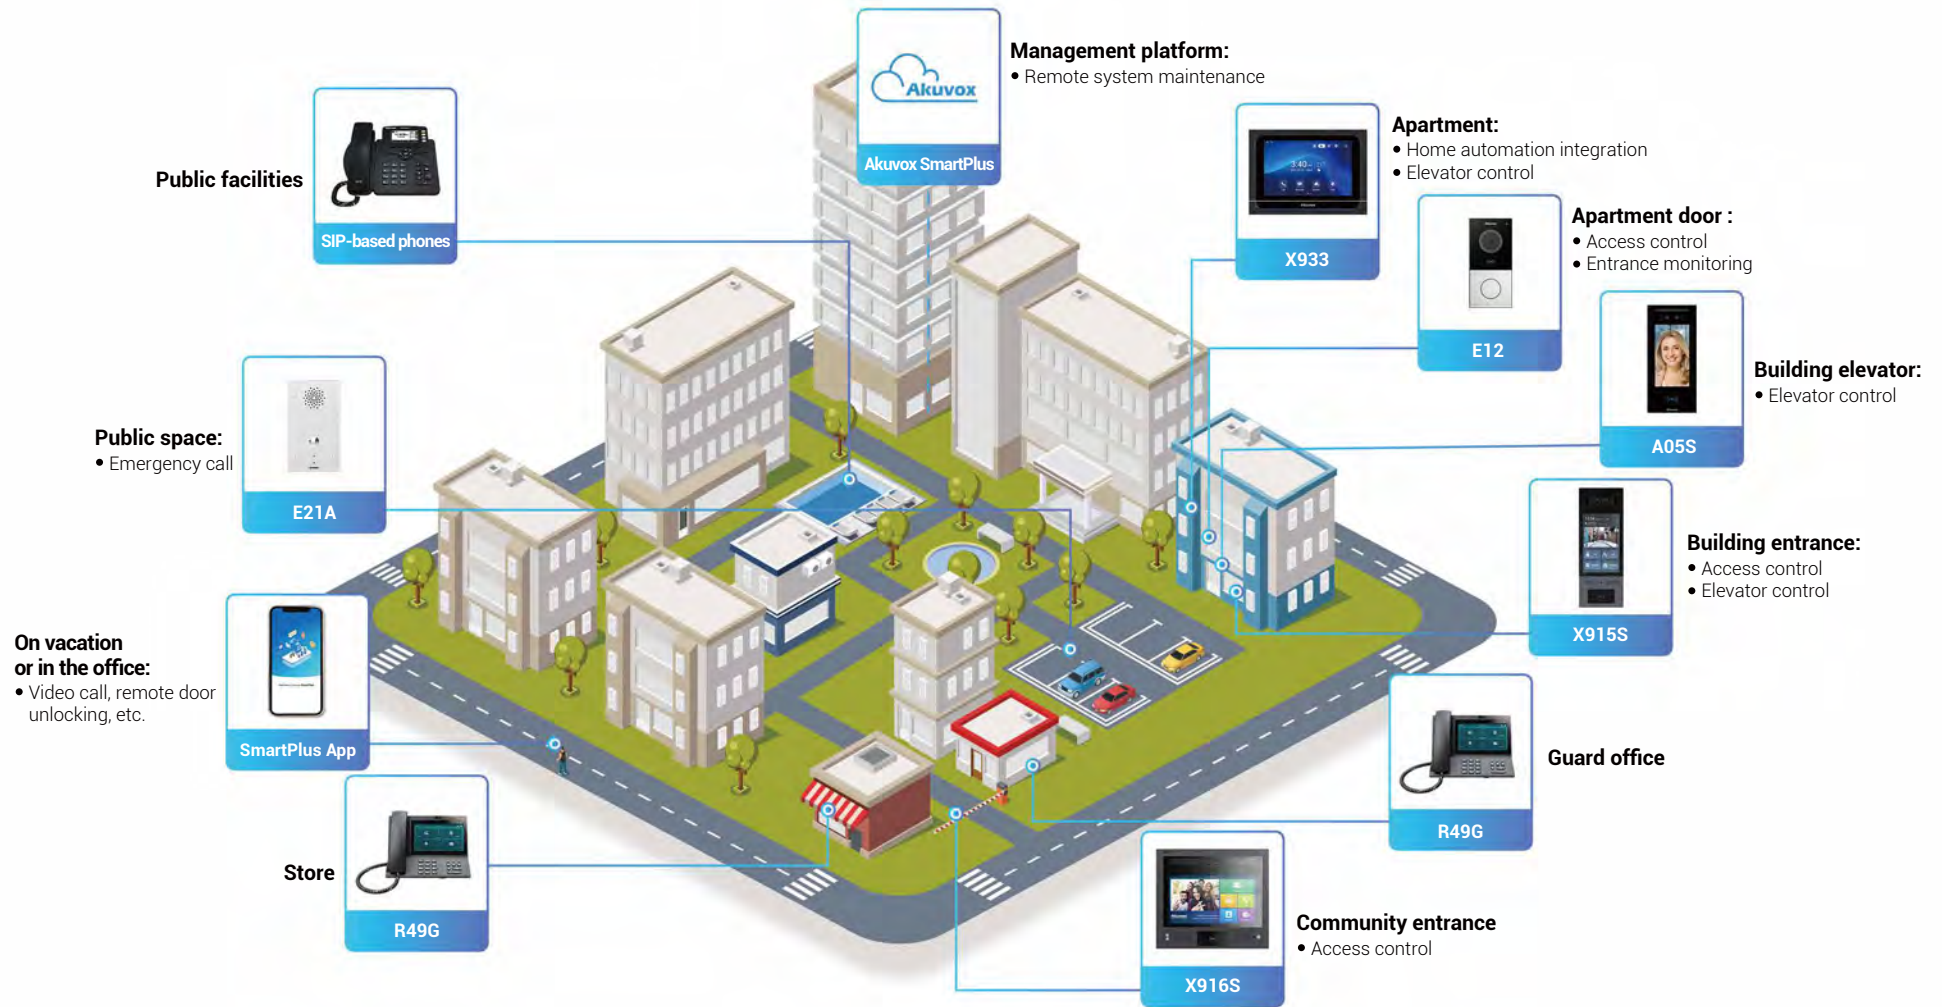 Akuvox
Akuvox SmartPlus
Management platform:
• Remote system maintenance
Public facilities
SIP-based phones
3:40
X933
Apartment:
• Home automation integration
• Elevator control
E12
Apartment door :
• Access control
• Entrance monitoring
A05S
Building elevator:
• Elevator control
Public space:
• Emergency call
E21A
X915S
Building entrance:
• Access control
• Elevator control
On vacation
or in the office:
• Video call, remote door
unlocking, etc.
SmartPlus App
R49G
Guard office
Store
R49G
X916S
Community entrance
• Access control